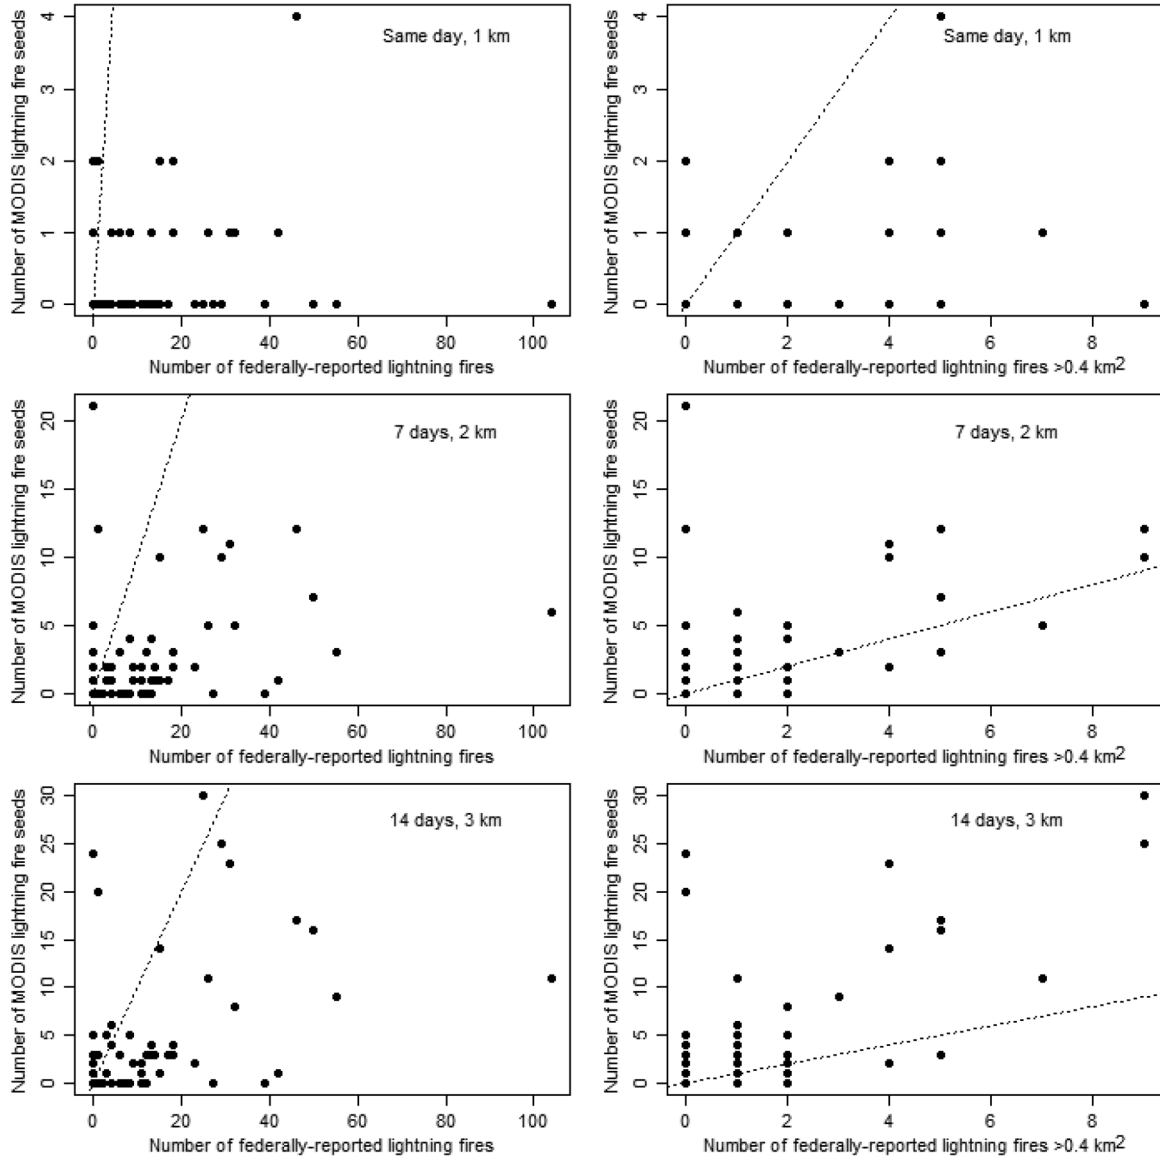 Number of MODIS lightning fire seeds
4
3
2
1
0
Same day, 1 km
0 20 40 60 80 100
Number of federally-reported lightning fires
Number of MODIS lightning fire seeds
4
3
2
1
0
Same day, 1 km
0 2 4 6 8
Number of federally-reported lightning fires >0.4 km²
Number of MODIS lightning fire seeds
20
15
10
5
0
7 days, 2 km
0 20 40 60 80 100
Number of federally-reported lightning fires
Number of MODIS lightning fire seeds
20
15
10
5
0
7 days, 2 km
0 2 4 6 8
Number of federally-reported lightning fires >0.4 km²
Number of MODIS lightning fire seeds
30
25
20
15
10
5
0
14 days, 3 km
0 20 40 60 80 100
Number of federally-reported lightning fires
Number of MODIS lightning fire seeds
30
25
20
15
10
5
0
14 days, 3 km
0 2 4 6 8
Number of federally-reported lightning fires >0.4 km²